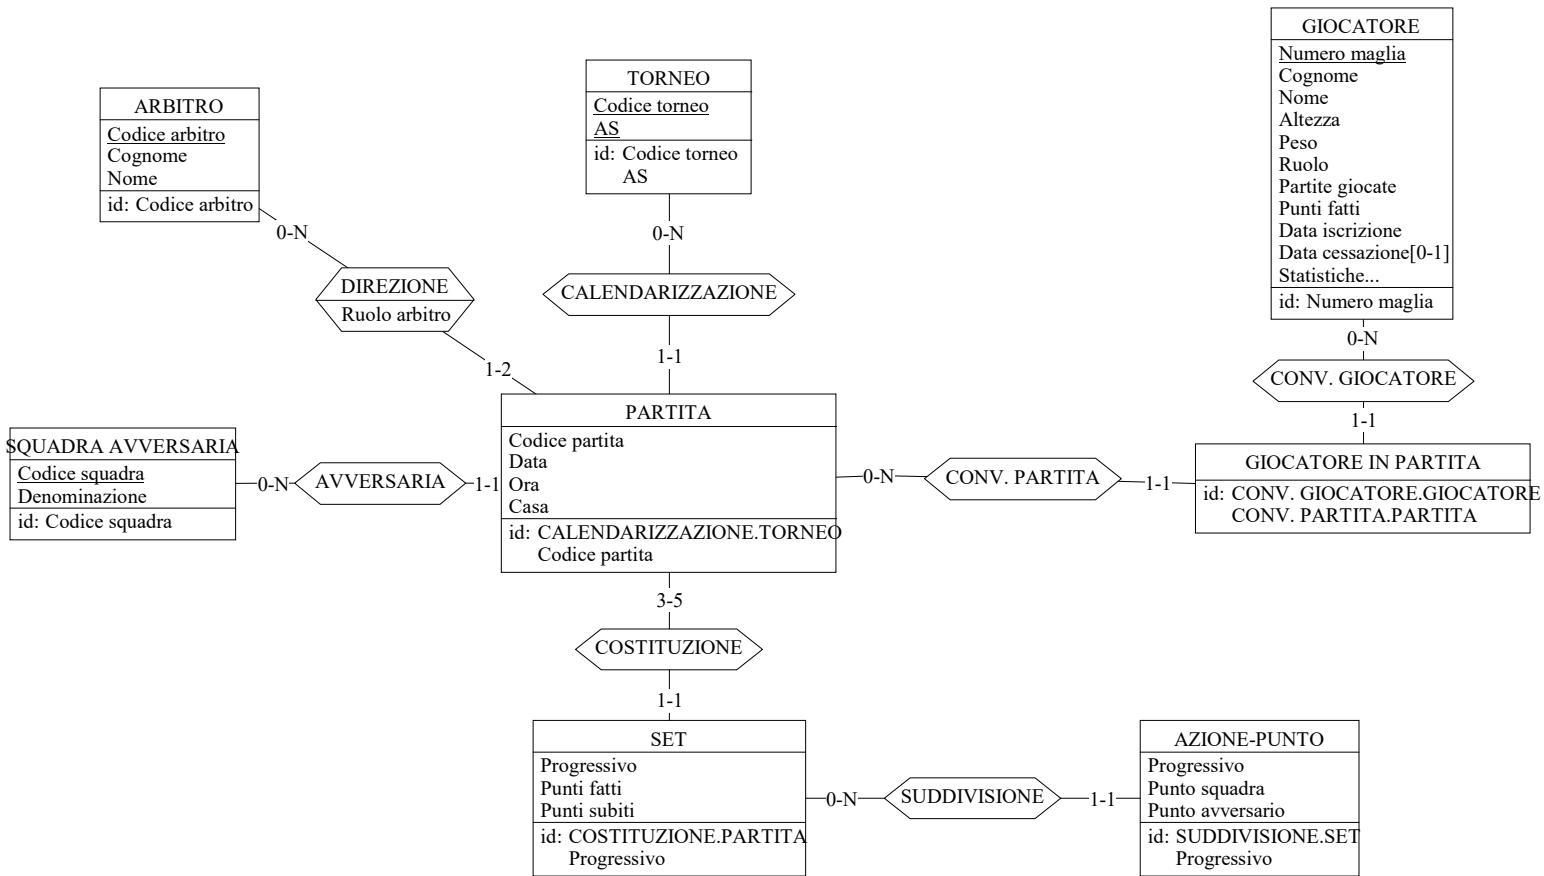 GIOCATORE
Numero maglia
Cognome
Nome
Altezza
Peso
Ruolo
Partite giocate
Punti fatti
Data iscrizione
Data cessazione[0-1]
Statistiche...
id: Numero maglia
TORNEO
Codice torneo
AS
id: Codice torneo
AS
ARBITRO
Codice arbitro
Cognome
Nome
id: Codice arbitro
0-N
0-N
0-N
DIREZIONE
Ruolo arbitro
CALENDARIZZAZIONE
CONV. GIOCATORE
1-2
1-1
1-1
SQUADRA AVVERSARIA
Codice squadra
Denominazione
id: Codice squadra
0-N
AVVERSARIA
1-1
PARTITA
Codice partita
Data
Ora
Casa
id: CALENDARIZZAZIONE.TORNEO
Codice partita
0-N
CONV. PARTITA
1-1
GIOCATORE IN PARTITA
id: CONV. GIOCATORE.GIOCATORE
CONV. PARTITA.PARTITA
3-5
COSTITUZIONE
1-1
SET
Progressivo
Punti fatti
Punti subiti
id: COSTITUZIONE.PARTITA
Progressivo
0-N
SUDDIVISIONE
1-1
AZIONE-PUNTO
Progressivo
Punto squadra
Punto avversario
id: SUDDIVISIONE.SET
Progressivo